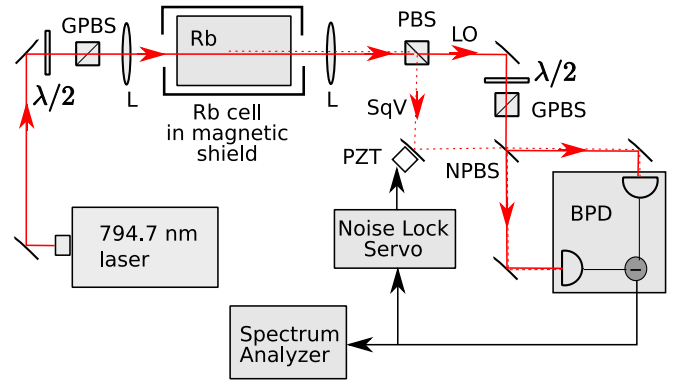 GPBS
Rb
PBS
LO
λ/2
L
L
λ/2
Rb cell
in magnetic
shield
SqV
GPBS
PZT
NPBS
BPD
794.7 nm
laser
Noise Lock
Servo
−
Spectrum
Analyzer